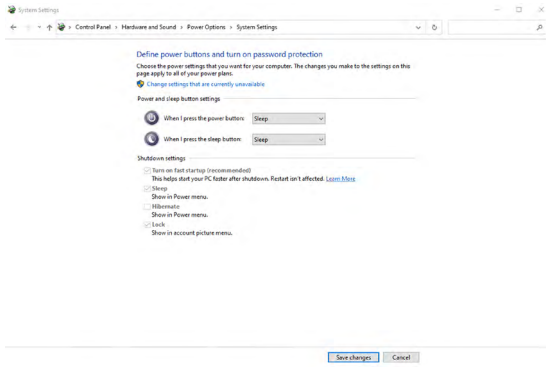 System Settings
Control Panel > Hardware and Sound > Power Options > System Settings
Define power buttons and turn on password protection
Choose the power settings that you want for your computer. The changes you make to the settings on this
page apply to all of your power plans.
Change settings that are currently unavailable
Power and sleep button settings
When I press the power button: Sleep
When I press the sleep button: Sleep
Shutdown settings
Turn on fast startup (recommended)
This helps start your PC faster after shutdown. Restart isn't affected. Learn More
Sleep
Show in Power menu.
Hibernate
Show in Power menu.
Lock
Show in account picture menu.
Save changes Cancel